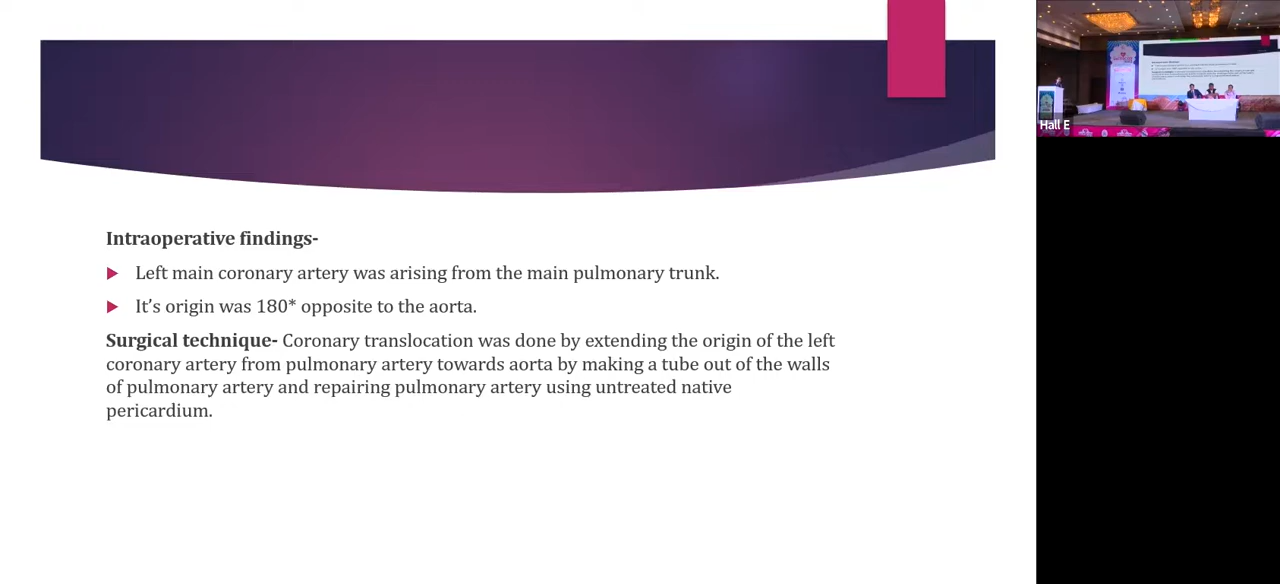 Intraoperative findings-
Left main coronary artery was arising from the main pulmonary trunk.
It's origin was 180* opposite to the aorta.
Surgical technique- Coronary translocation was done by extending the origin of the left
coronary artery from pulmonary artery towards aorta by making a tube out of the walls
of pulmonary artery and repairing pulmonary artery using untreated native
pericardium.
Hall E